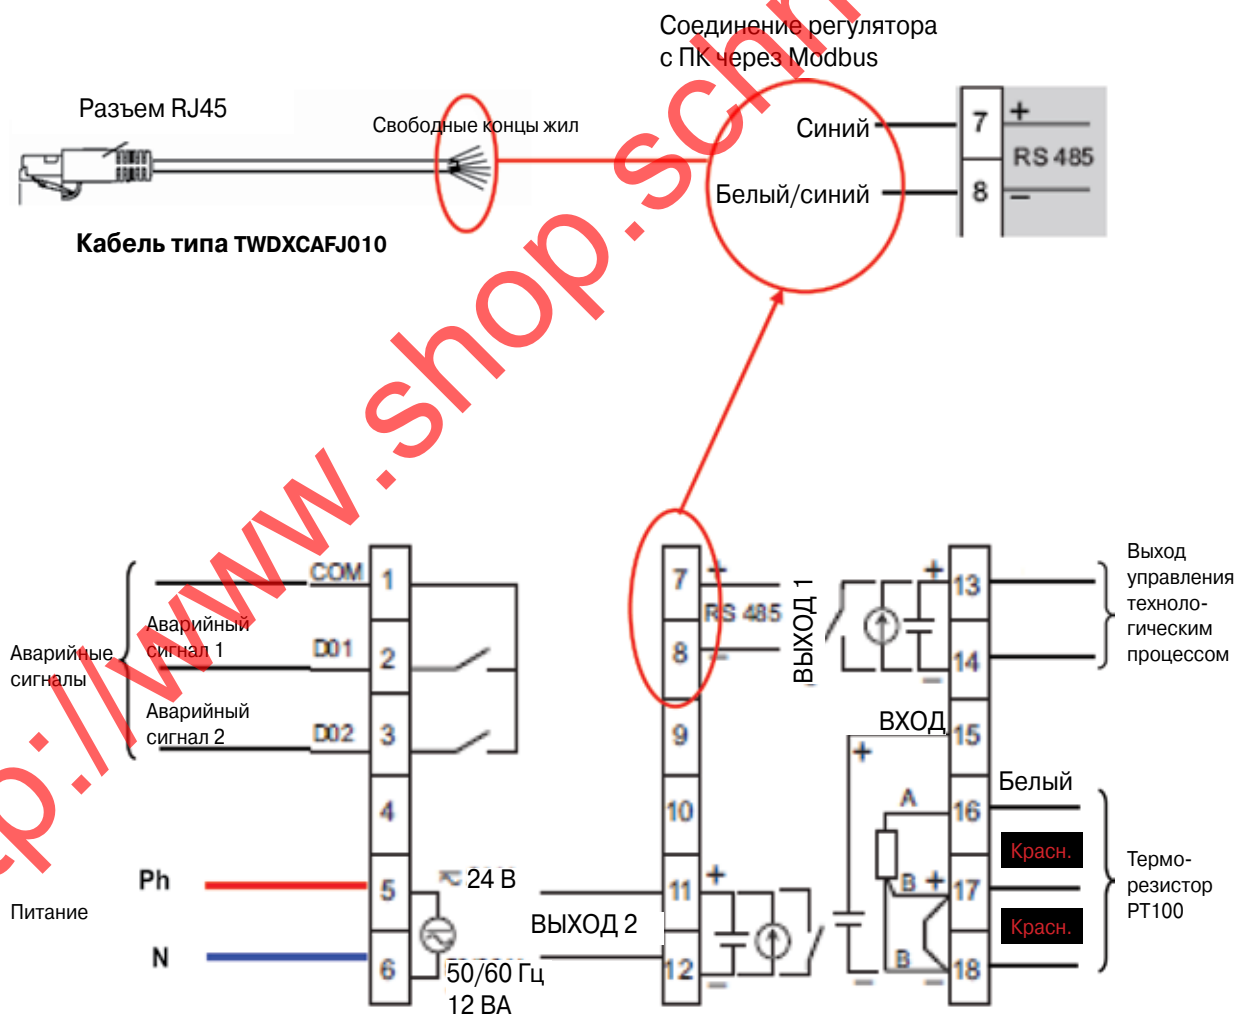 Соединение регулятора
с ПК через Modbus
Разъем RJ45
Свободные концы жил
Синий
7
+
RS 485
Белый/синий
8
−
Кабель типа TWDXCAFJ010
http://www.shop.schn
Аварийные
сигналы
COM
1
Аварийный
сигнал 1
D01
2
Аварийный
сигнал 2
D02
3
4
Ph
5
24 В
Питание
N
6
50/60 Гц
12 ВА
7
+
RS 485
8
−
9
10
11
+
ВЫХОД 2
12
−
ВЫХОД 1
+
13
−
14
Выход
управления
техноло-
гическим
процессом
ВХОД
15
+
−
A
16
Белый
Красн.
B +
17
Красн.
B
−
18
Термо-
резистор
PT100